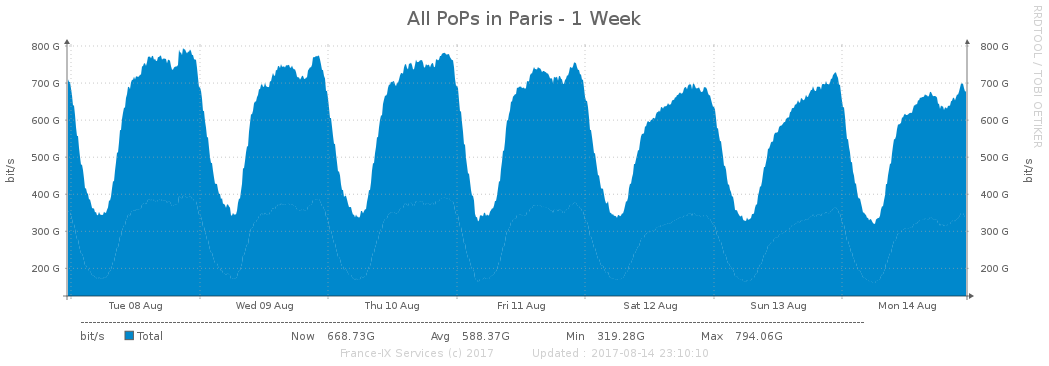 All PoPs in Paris - 1 Week
RRDTOOL / TOBI OETIKER
800 G 800 G
700 G 700 G
600 G 600 G
500 G 500 G
400 G 400 G
300 G 300 G
200 G 200 G
bit/s
bit/s
Tue 08 Aug Wed 09 Aug Thu 10 Aug Fri 11 Aug Sat 12 Aug Sun 13 Aug Mon 14 Aug
bit/s Total Now 668.73G Avg 588.37G Min 319.28G Max 794.06G
France-IX Services (c) 2017 Updated : 2017-08-14 23:10:10